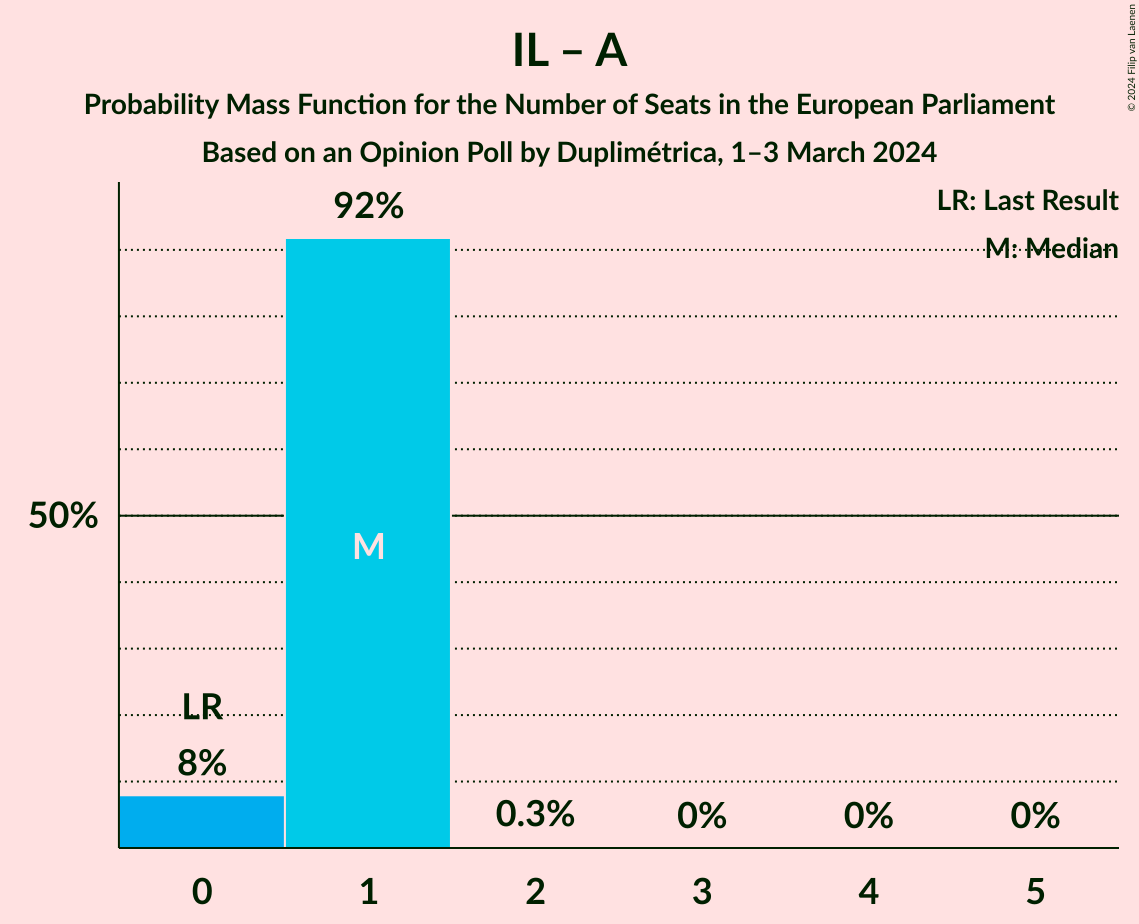 IL – A
Probability Mass Function for the Number of Seats in the European Parliament
Based on an Opinion Poll by Duplimétrica, 1–3 March 2024
© 2024 Filip van Laenen
LR: Last Result
M: Median
92%
50%
M
LR
8%
0.3%
0%
0%
0%
0 1 2 3 4 5